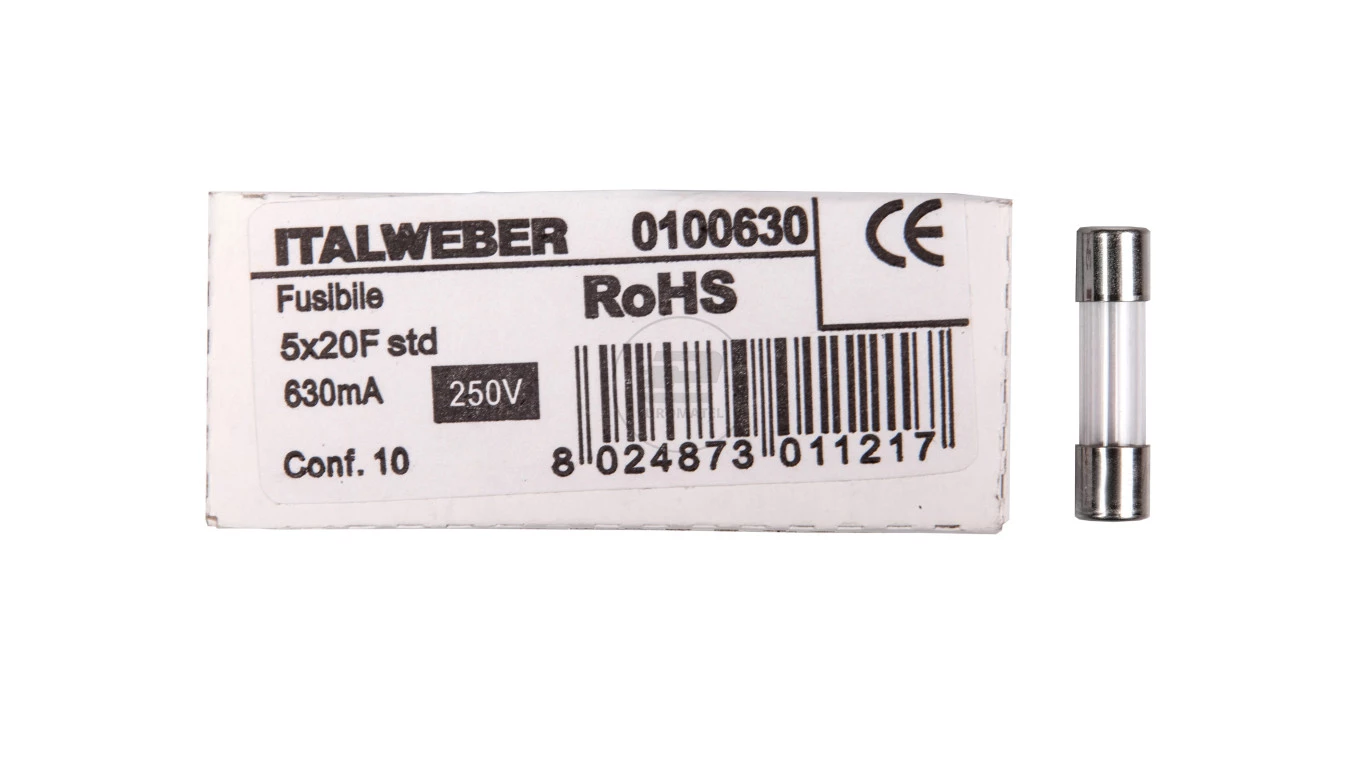 ITALWEBER 0100630
CE
Fusibile RoHS
5x20F std
630mA 250V
Conf. 10
8 024873 011217